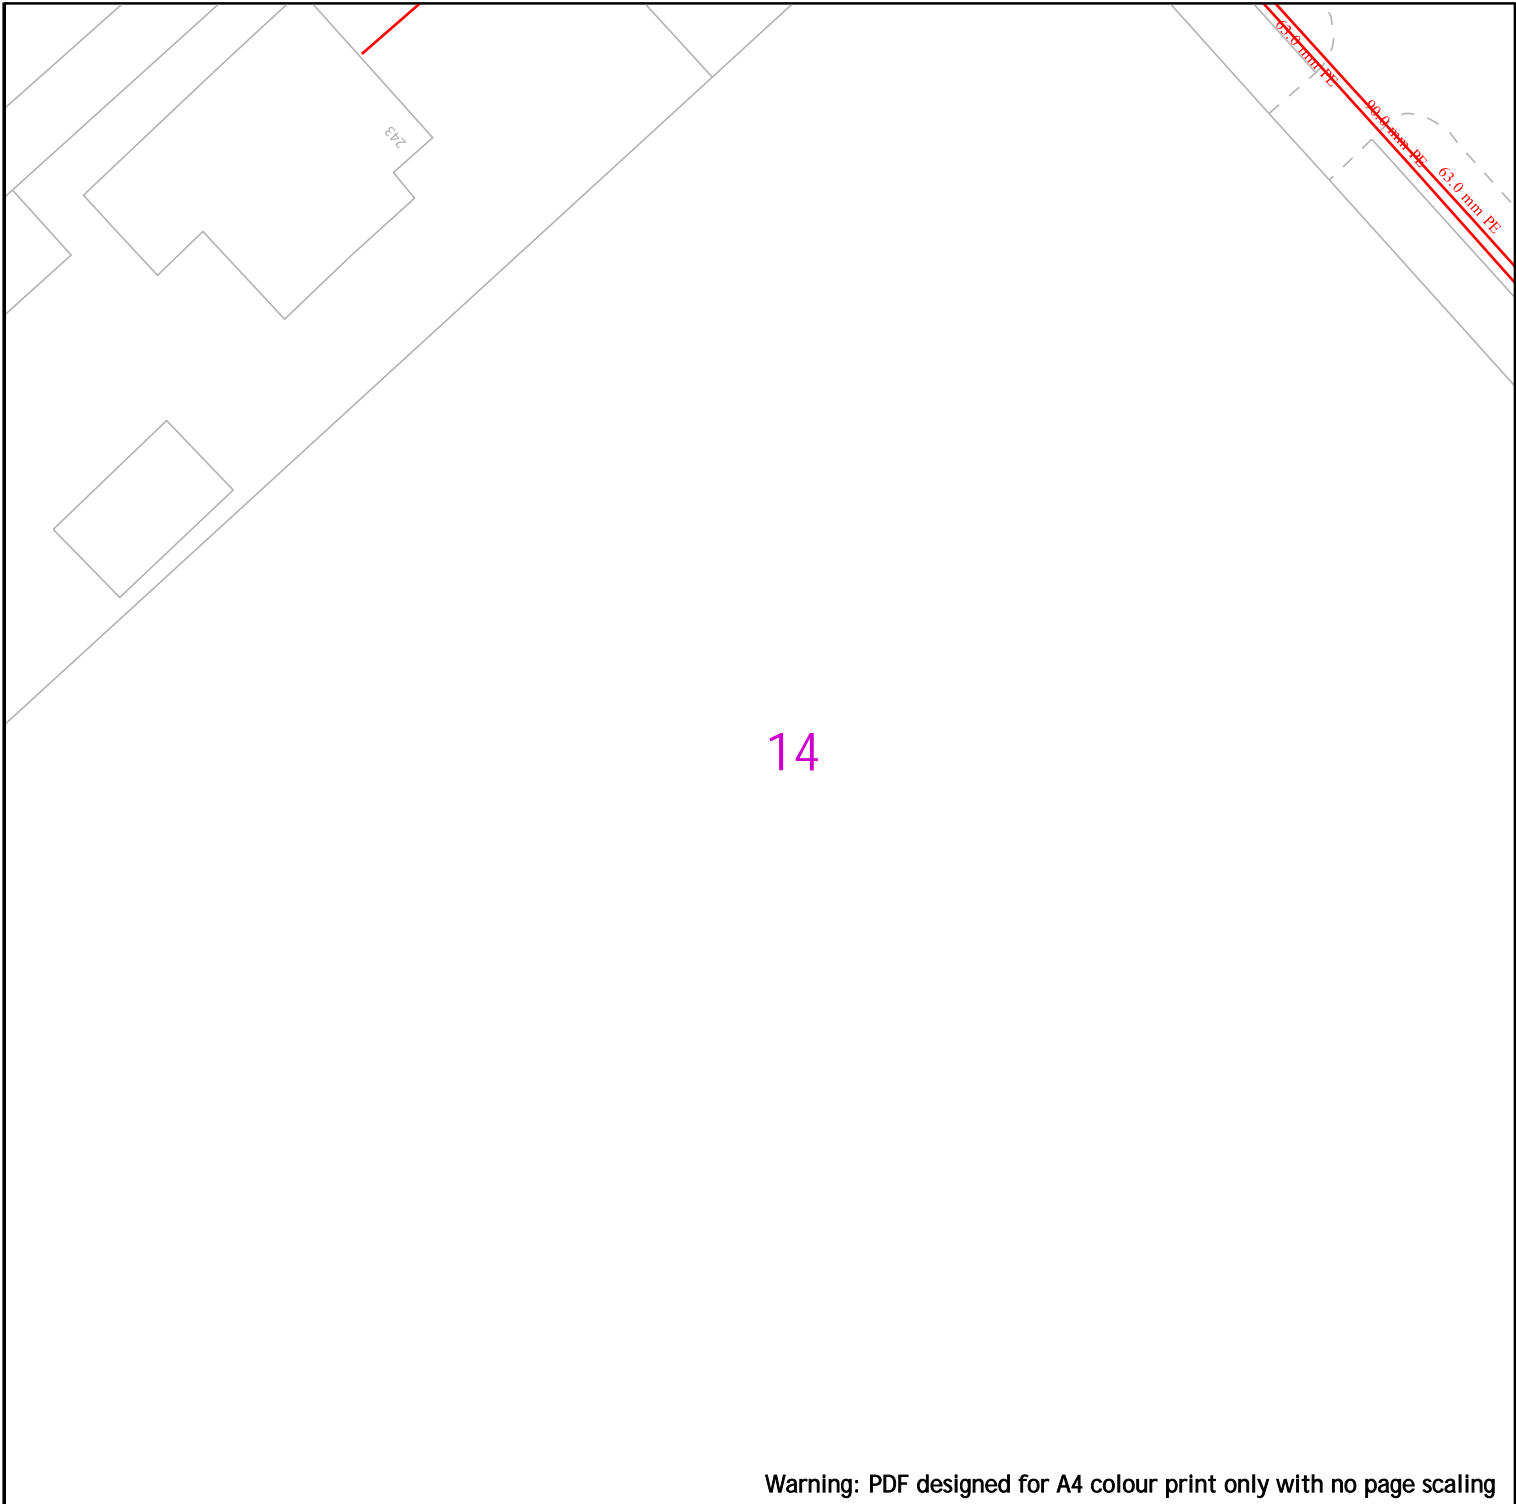 63.0 mm PE
243
90.0 mm PE
63.0 mm PE
14
Warning: PDF designed for A4 colour print only with no page scaling